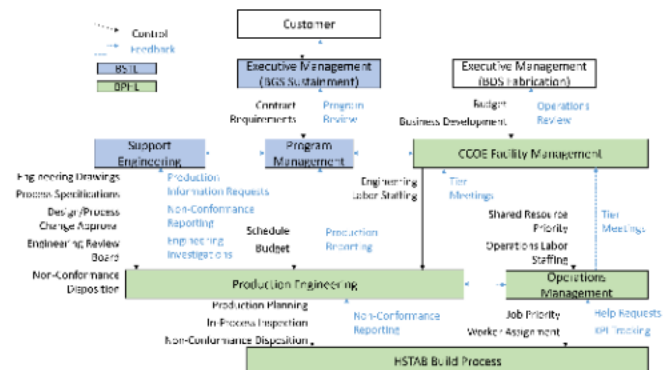 Customer
Control
Feedback
BSTL
BPHL
Executive Management
(BGS Sustainment)
Executive Management
(BDS Fabrication)
Contract
Requirements
Program
Review
Budget
Business Development
Operations
Review
Support
Engineering
Program
Management
CCOE Facility Management
Engineering Drawings
Process Specifications
Design/Process
Change Approval
Engineering Review
Board
Non-Conformance
Disposition
Production
Information Requests
Non-Conformance
Reporting
Engineering
Investigations
Schedule
Budget
Production
Reporting
Engineering
Labor Staffing
Tier
Meetings
Shared Resource
Priority
Operations Labor
Staffing
Tier
Meetings
Production Engineering
Operations
Management
Production Planning
In-Process Inspection
Non-Conformance Disposition
Non-Conformance
Reporting
Job Priority
Worker Assignment
Help Requests
KPI Tracking
HSTAB Build Process